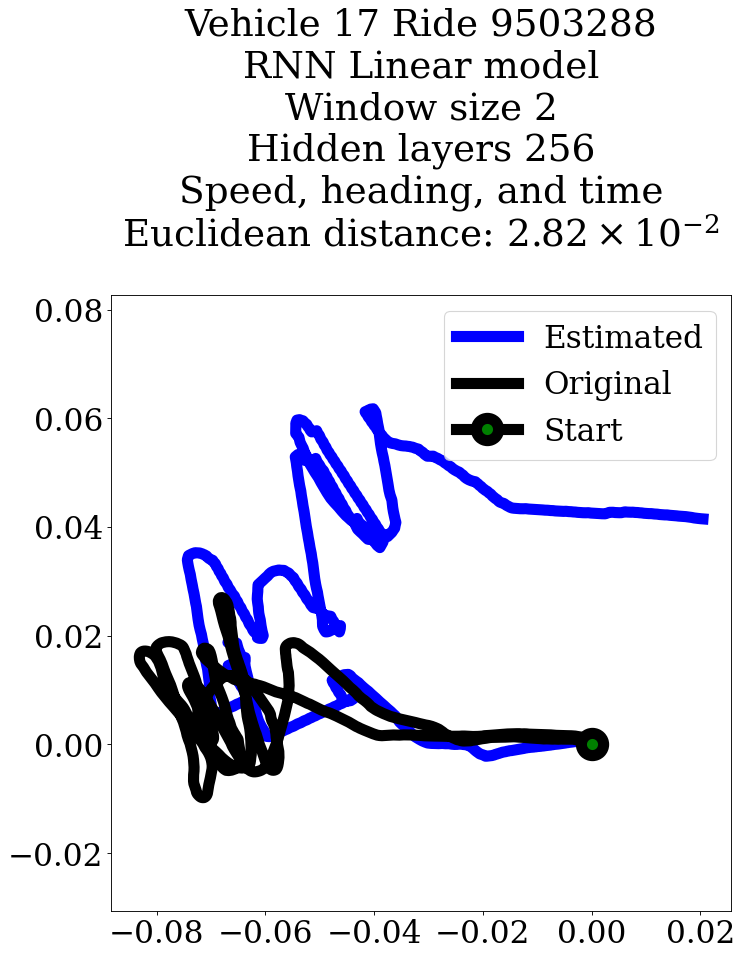 Vehicle 17 Ride 9503288
RNN Linear model
Window size 2
Hidden layers 256
Speed, heading, and time
Euclidean distance: 2.82 × 10⁻²
Estimated
Original
Start
0.08
0.06
0.04
0.02
0.00
−0.02
−0.08 −0.06 −0.04 −0.02 0.00 0.02